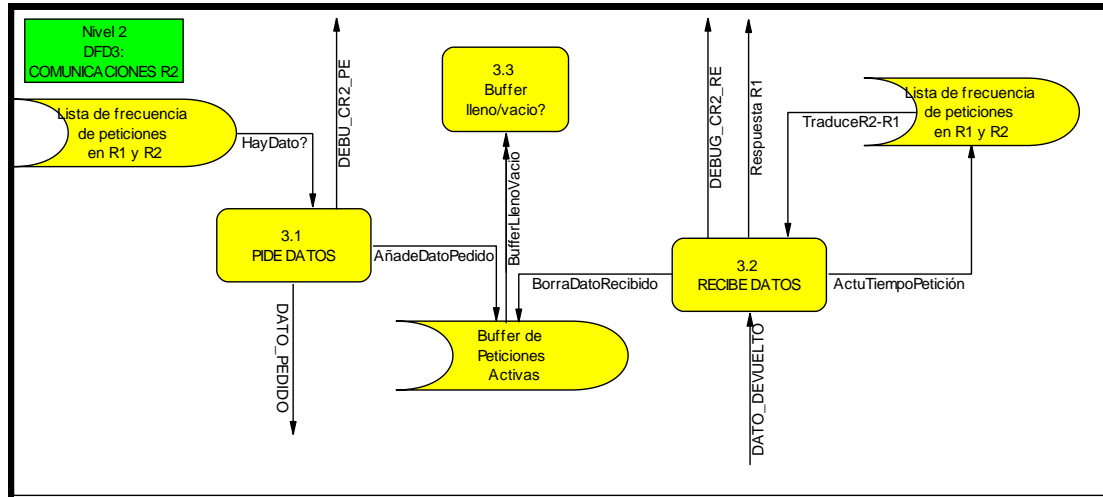 Nivel 2
DFD3:
COMUNICACIONES R2
Lista de frecuencia
de peticiones
en R1 y R2
HayDato?
DEBU_CR2_PE
3.3
Buffer
lleno/vacio?
DEBUG_CR2_RE
Respuesta R1
TraduceR2-R1
Lista de frecuencia
de peticiones
en R1 y R2
3.1
PIDE DATOS
AñadeDatoPedido
BufferLlenoVacio
BorraDatoRecibido
3.2
RECIBE DATOS
ActuTiempoPetición
DATO_PEDIDO
Buffer de
Peticiones
Activas
DATO_DEVUELTO